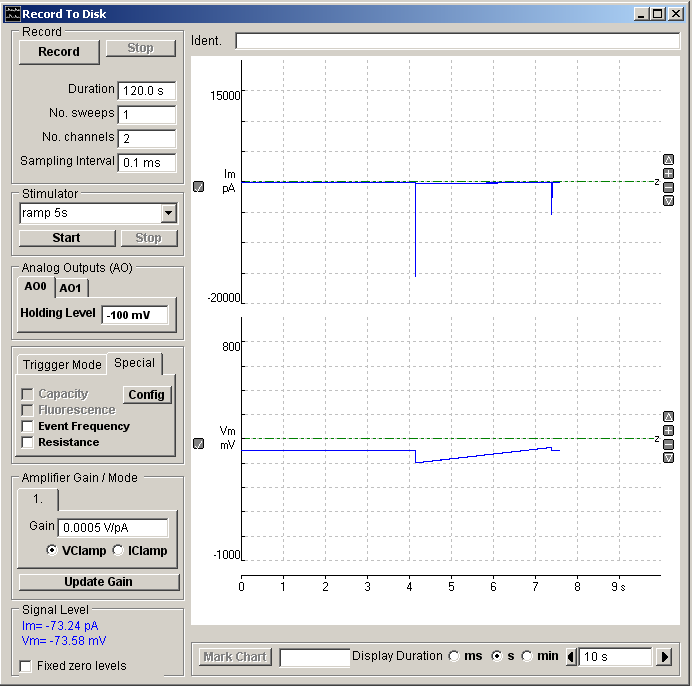 Record To Disk
Record
Record
Stop
Duration 120.0 s
No. sweeps 1
No. channels 2
Sampling Interval 0.1 ms
Stimulator
ramp 5s
Start
Stop
Analog Outputs (AO)
AO0 AO1
Holding Level -100 mV
Triggger Mode Special
Capacity
Config
Fluorescence
Event Frequency
Resistance
Amplifier Gain / Mode
1.
Gain 0.0005 V/pA
VClamp IClamp
Update Gain
Signal Level
Im= -73.24 pA
Vm= -73.58 mV
Fixed zero levels
Ident.
15000
Im
pA
z
-20000
800
Vm
mV
z
-1000
0 1 2 3 4 5 6 7 8 9 s
Mark Chart
Display Duration ms s min 10 s